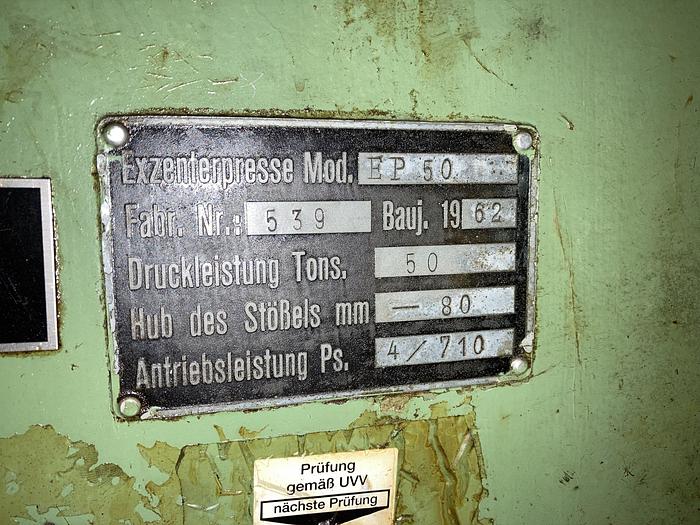 Exzenterpresse Mod. EP 50
Fabr. Nr.: 539 Bauj. 1962
Druckleistung Tons. 50
Hub des Stößels mm — 80
Antriebsleistung Ps. 4/710
Prüfung
gemäß UVV
nächste Prüfung